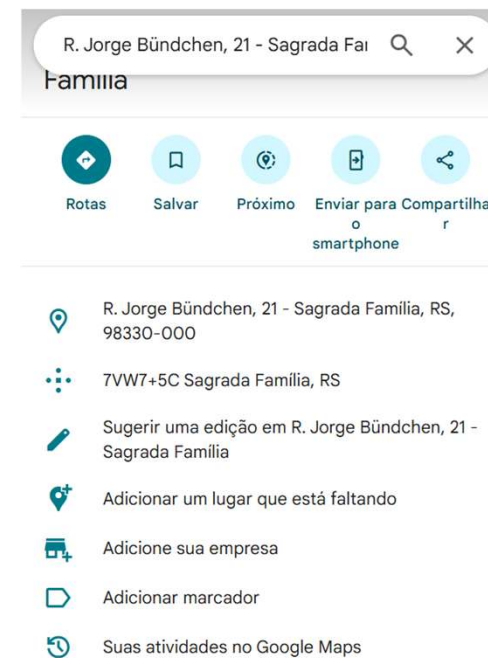 R. Jorge Bündchen, 21 - Sagrada Fa
Família
Rotas
Salvar
Próximo
Enviar para
o
smartphone
Compartilha
r
R. Jorge Bündchen, 21 - Sagrada Família, RS,
98330-000
7VW7+5C Sagrada Família, RS
Sugerir uma edição em R. Jorge Bündchen, 21 -
Sagrada Família
Adicionar um lugar que está faltando
Adicione sua empresa
Adicionar marcador
Suas atividades no Google Maps